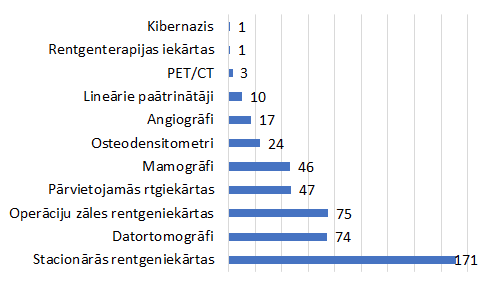 Kibernazis 1
Rentgenterapijas iekārtas 1
PET/CT 3
Lineārie paātrinātāji 10
Angiogrāfi 17
Osteodensitometri 24
Mamogrāfi 46
Pārvietojamās rtgiekārtas 47
Operāciju zāles rentgeniekārtas 75
Datortomogrāfi 74
Stacionārās rentgeniekārtas 171